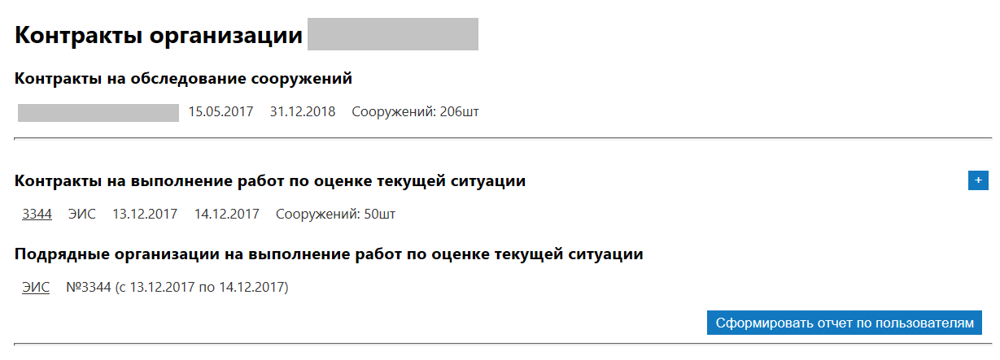 Контракты организации
Контракты на обследование сооружений
15.05.2017 31.12.2018 Сооружений: 206шт
Контракты на выполнение работ по оценке текущей ситуации +
3344 ЭИС 13.12.2017 14.12.2017 Сооружений: 50шт
Подрядные организации на выполнение работ по оценке текущей ситуации
ЭИС №3344 (с 13.12.2017 по 14.12.2017)
Сформировать отчет по пользователям